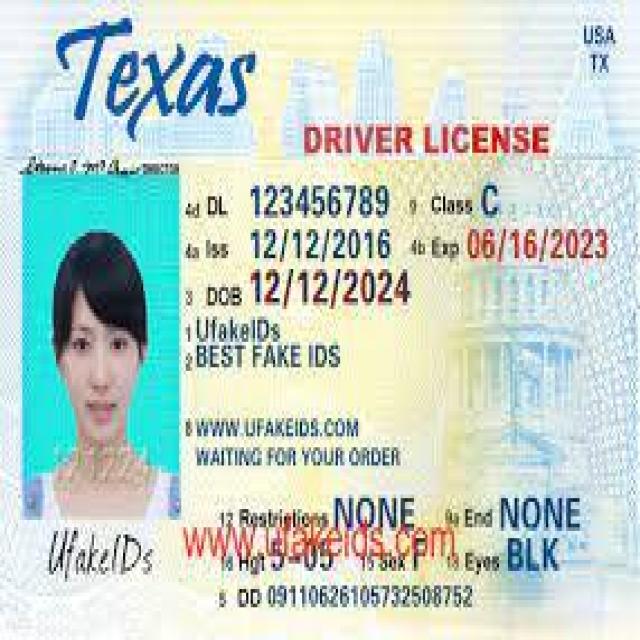 Texas
USA
TX
DRIVER LICENSE
4d DL 123456789 9 Class C
4a Iss 12/12/2016 4b Exp 06/16/2023
3 DOB 12/12/2024
1 UfakeIDs
2 BEST FAKE IDS
8 WWW.UFAKEIDS.COM
WAITING FOR YOUR ORDER
12 Restrictions NONE 9a End NONE
www.ufakeids.com
16 Hgt 5-05 15 Sex F 18 Eyes BLK
UfakeIDs
5 DD 09110626105732508752